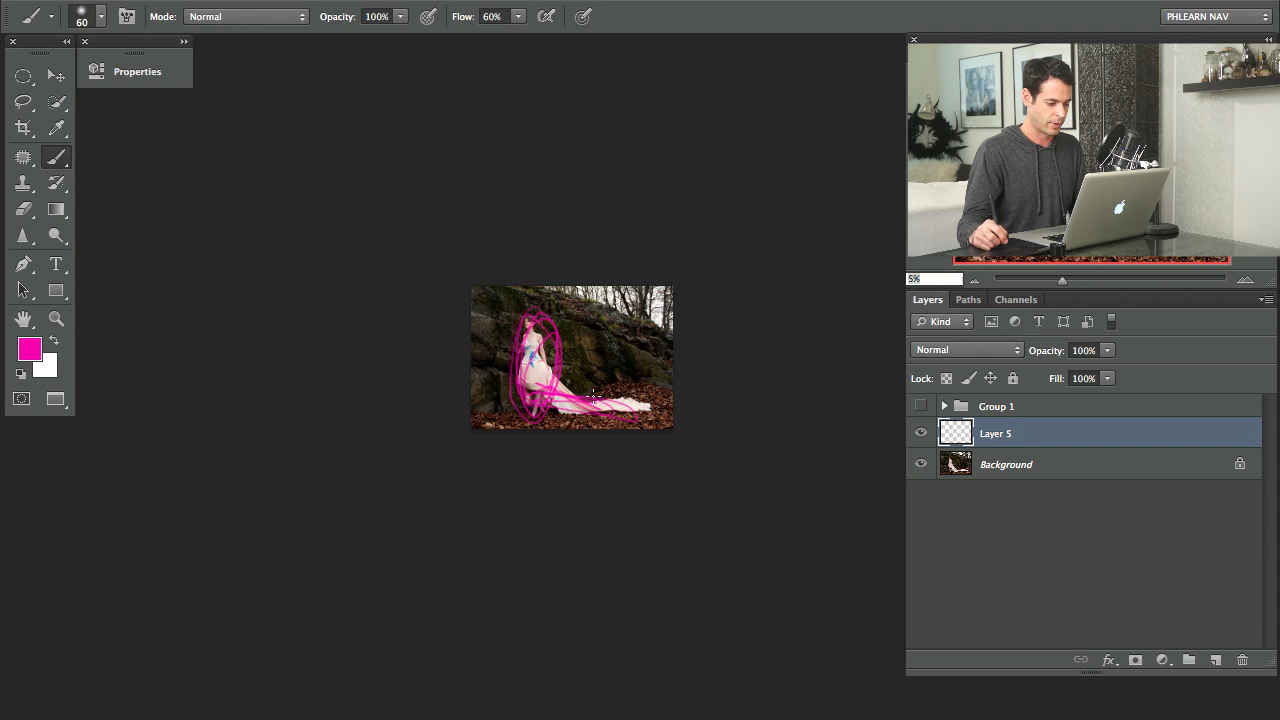 60 Mode: Normal Opacity: 100% Flow: 60% PHLEARN NAV
Properties
5%
Layers Paths Channels
Kind
Normal Opacity: 100%
Lock: Fill: 100%
Group 1
Layer 5
Background